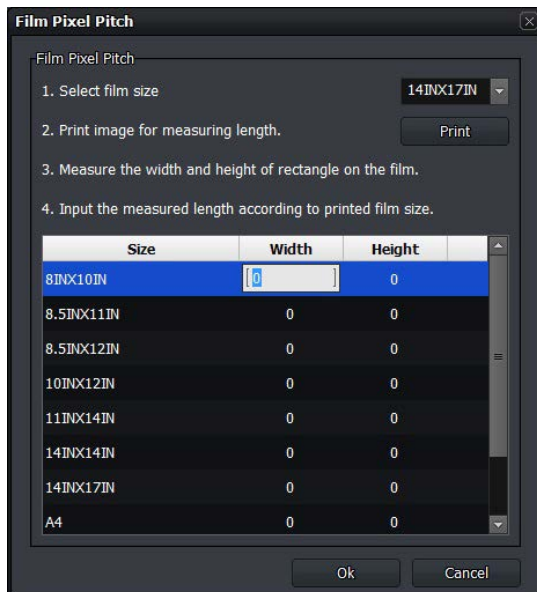 Film Pixel Pitch
Film Pixel Pitch
1. Select film size 14INX17IN
2. Print image for measuring length. Print
3. Measure the width and height of rectangle on the film.
4. Input the measured length according to printed film size.
Size Width Height
8INX10IN [0 ] 0
8.5INX11IN 0 0
8.5INX12IN 0 0
10INX12IN 0 0
11INX14IN 0 0
14INX14IN 0 0
14INX17IN 0 0
A4 0 0
Ok Cancel